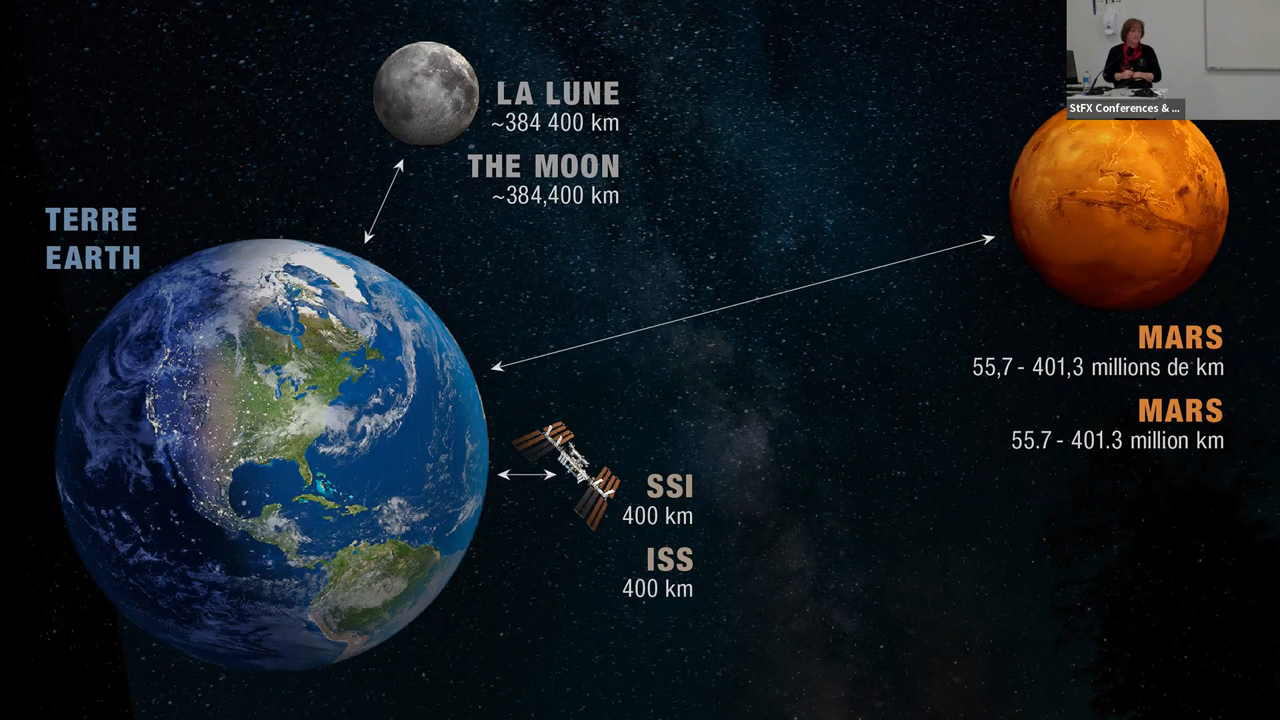 StFX Conferences & ...
LA LUNE
~384 400 km
THE MOON
~384,400 km
TERRE
EARTH
MARS
55,7 - 401,3 millions de km
MARS
55.7 - 401.3 million km
SSI
400 km
ISS
400 km